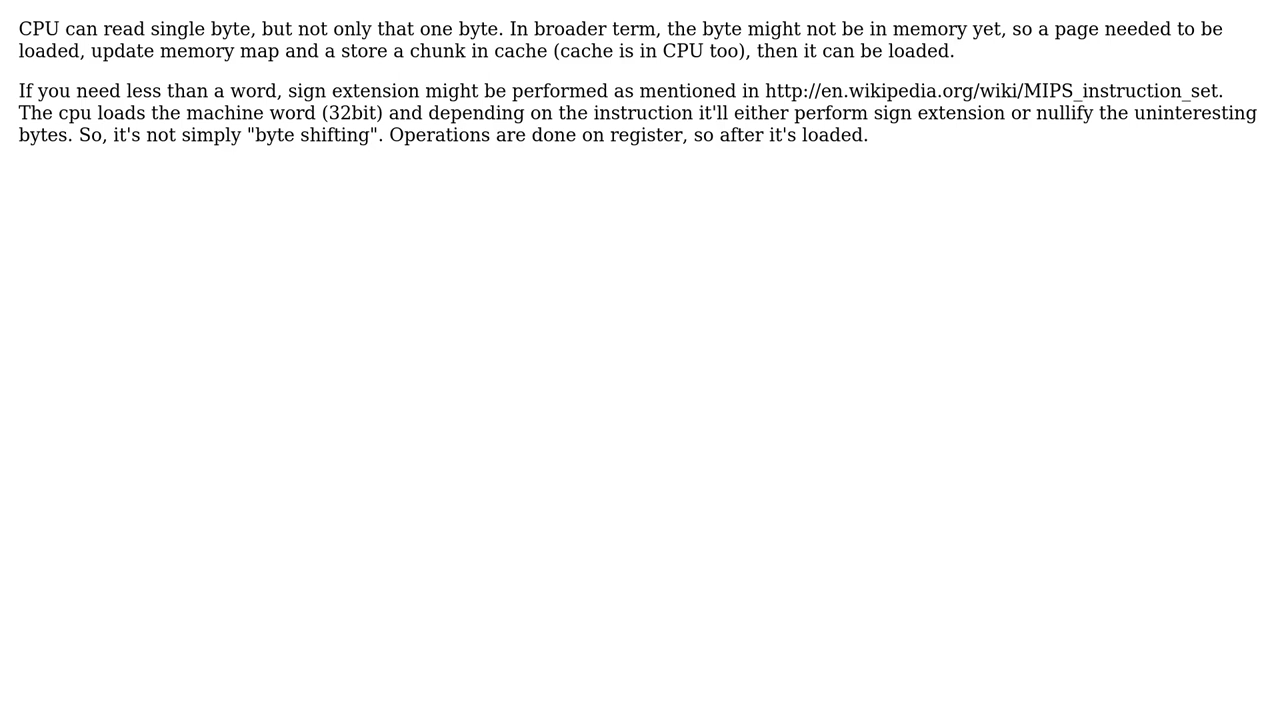 CPU can read single byte, but not only that one byte. In broader term, the byte might not be in memory yet, so a page needed to be
loaded, update memory map and a store a chunk in cache (cache is in CPU too), then it can be loaded.
If you need less than a word, sign extension might be performed as mentioned in http://en.wikipedia.org/wiki/MIPS_instruction_set.
The cpu loads the machine word (32bit) and depending on the instruction it'll either perform sign extension or nullify the uninteresting
bytes. So, it's not simply "byte shifting". Operations are done on register, so after it's loaded.